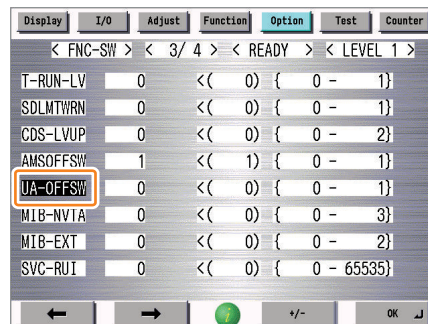 Display I/O Adjust Function Option Test Counter
< FNC-SW > < 3/ 4 > < READY > < LEVEL 1 >
T-RUN-LV 0 <( 0) { 0 - 1}
SDLMTWRN 0 <( 0) { 0 - 1}
CDS-LVUP 0 <( 0) { 0 - 2}
AMSOFFSW 1 <( 1) { 0 - 1}
UA-OFFSW 0 <( 0) { 0 - 1}
MIB-NVTA 0 <( 0) { 0 - 3}
MIB-EXT 0 <( 0) { 0 - 2}
SVC-RUI 0 <( 0) { 0 - 65535}
← → i +/- OK ┛